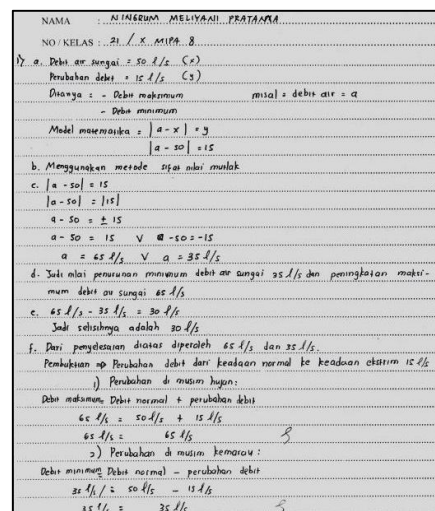 NAMA : NINGRUM MELIYANI PRATAMA
NO / KELAS : 21 / X MIPA 8
1) a. Debit air sungai = 50 l/s (x)
Perubahan debit = 15 l/s (y)
Ditanya : - Debit maksimum misal = debit air = a
- Debit minimum
Model matematika = |a - x| = y
|a - 50| = 15
b. Menggunakan metode sifat nilai mutlak
c. |a - 50| = 15
|a - 50| = |15|
a - 50 = ± 15
a - 50 = 15 V a - 50 = -15
a = 65 l/s V a = 35 l/s
d. Jadi nilai penurunan minimum debit air sungai 35 l/s dan peningkatan maksi-
mum debit air sungai 65 l/s
e. 65 l/s - 35 l/s = 30 l/s
Jadi selisihnya adalah 30 l/s
f. Dari penyelesaian diatas diperoleh 65 l/s dan 35 l/s.
Pembuktian => Perubahan debit dari keadaan normal ke keadaan ekstrim 15 l/s
1) Perubahan di musim hujan:
Debit maksimum = Debit normal + perubahan debit
65 l/s = 50 l/s + 15 l/s
65 l/s = 65 l/s
2) Perubahan di musim kemarau :
Debit minimum = Debit normal - perubahan debit
35 l/s = 50 l/s - 15 l/s
35 l/s = 35 l/s